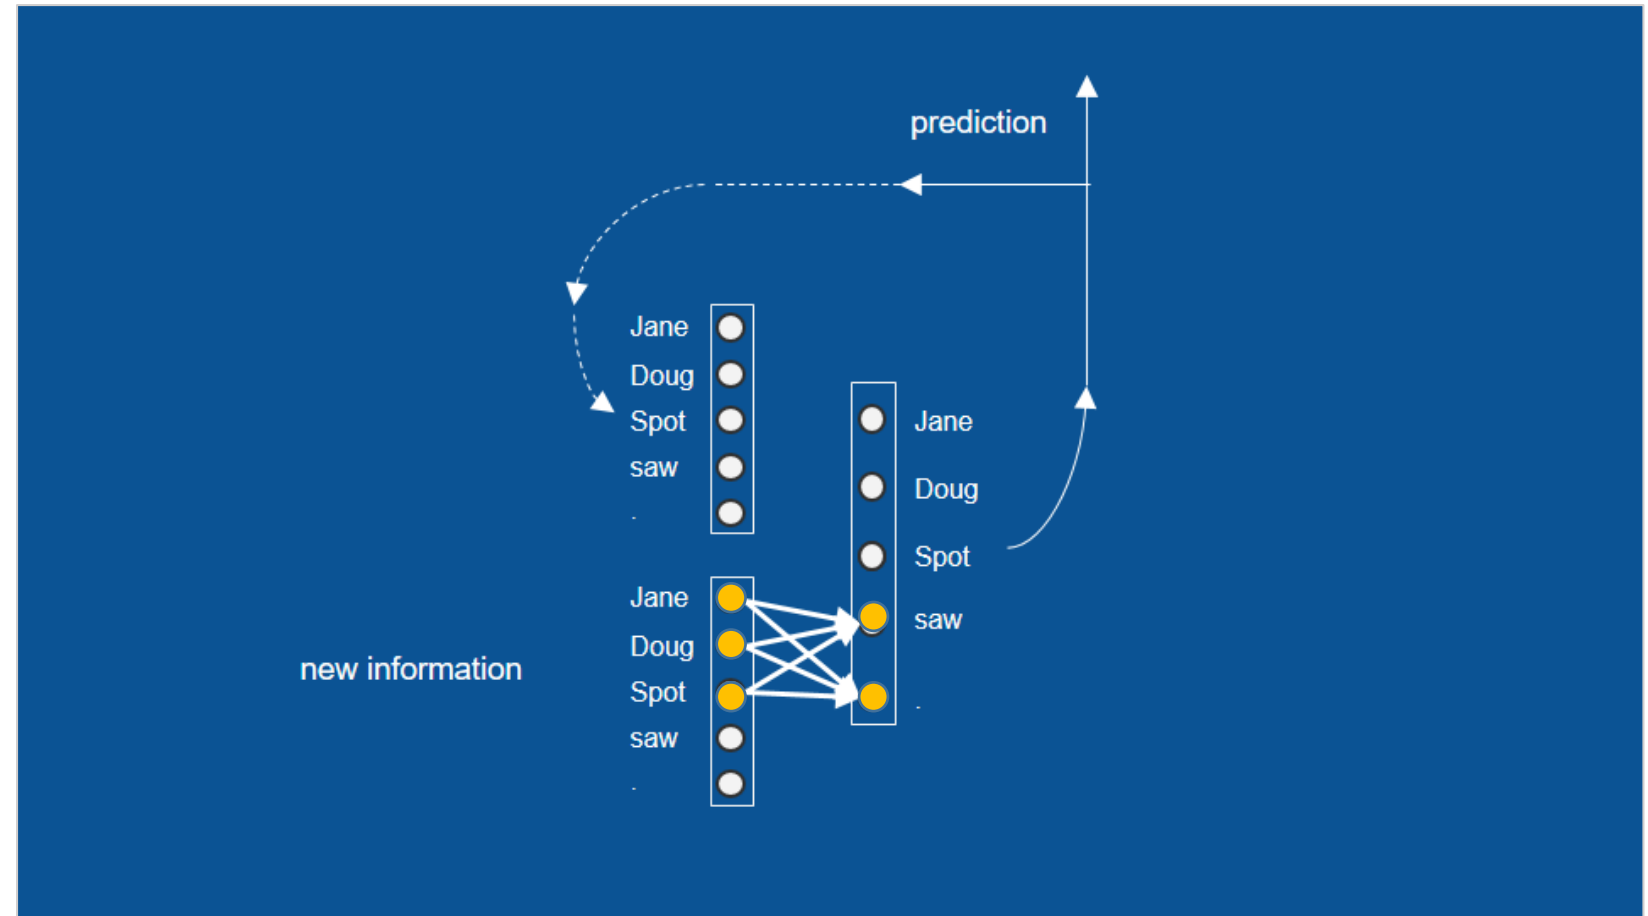 prediction
Jane
Doug
Spot
saw
.
Jane
Doug
Spot
saw
.
new information
Jane
Doug
Spot
saw
.